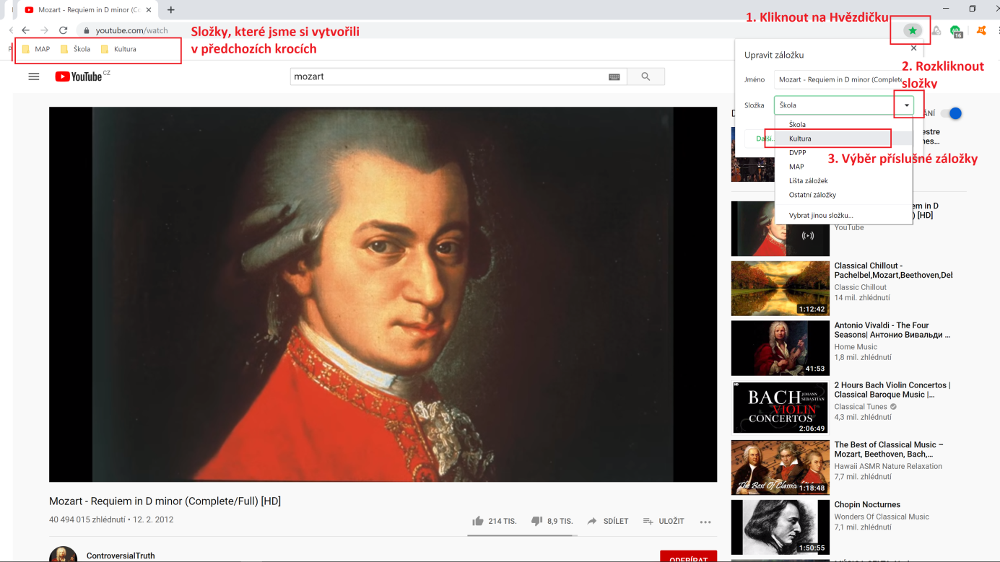 Mozart - Requiem in D minor (Co
youtube.com/watch
1. Kliknout na Hvězdičku
16
Složky, které jsme si vytvořili
v předchozích krocích
MAP Škola Kultura
YouTube CZ
mozart
Upravit záložku
2. Rozkliknout
složky
Jméno Mozart - Requiem in D minor (Complete
Složka Škola
Škola
Další... Kultura
DVPP
3. Výběr příslušné záložky
MAP
Lišta záložek
Ostatní záložky
Vybrat jinou složku...
ÁNÍ
estre
nes...
em in D
) [HD]
YouTube
Classical Chillout -
Pachelbel,Mozart,Beethoven,Del
Classic Chillout
14 mil. zhlédnutí
1:12:42
Antonio Vivaldi - The Four
Seasons| Антонио Вивальди ...
Home Music
1,8 mil. zhlédnutí
41:53
HD
BACH JOHANN
SEBASTIAN
VIOLIN
CONCERTOS
2:06:49
2 Hours Bach Violin Concertos |
Classical Baroque Music |...
Classical Tunes
4,3 mil. zhlédnutí
The Best of Classical Music –
Mozart, Beethoven, Bach,...
Hawaii ASMR Nature Relaxation
7,7 mil. zhlédnutí
The Best Of Classic
1:18:48
Chopin Nocturnes
Wonders Of Classical Music
7,1 mil. zhlédnutí
1:50:55
Mozart - Requiem in D minor (Complete/Full) [HD]
40 494 015 zhlédnutí • 12. 2. 2012
214 TIS. 8,9 TIS. SDÍLET ULOŽIT
ControversialTruth
ODEBÍRAT